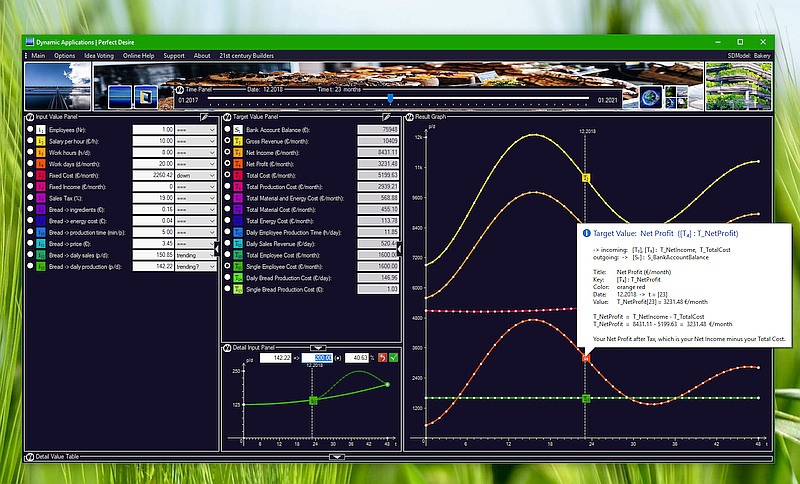 Dynamic Applications | Perfect Desire
Main Options Idea Voting Online Help Support About 21st century Builders SDModel: Bakery
Time Panel Date: 12.2018 Time t: 23 months
01.2017 01.2021
Input Value Panel
Employees (Nr): 1.00 ===
Salary per hour (€/h): 10.00 ===
Work hours (h/d): 8.00 ===
Work days (d/month): 20.00 ===
Fixed Cost (€/month): 2260.42 down
Fixed Income (€/month): 0 ===
Sales Tax (%): 19.00 ===
Bread -> ingredients (€): 0.16 ===
Bread -> energy cost (€): 0.04 ===
Bread -> production time (min/p): 5.00 ===
Bread -> price (€): 3.45 ===
Bread -> daily sales (p/d): 150.85 trending
Bread -> daily production (p/d): 142.22 trending?
Target Value Panel
Bank Account Balance (€): 75948
Gross Revenue (€/month): 10409
Net Income (€/month): 8431.11
Net Profit (€/month): 3231.48
Total Cost (€/month): 5199.63
Total Production Cost (€/month): 2939.21
Total Material and Energy Cost (€/month): 568.88
Total Material Cost (€/month): 455.10
Total Energy Cost (€/month): 113.78
Daily Employee Production Time (h/day): 11.85
Daily Sales Revenue (€/day): 520.4
Total Employee Cost (€/month): 1600.00
Single Employee Cost (€/month): 1600.00
Daily Bread Production Cost (€/day): 146.96
Single Bread Production Cost (€): 1.03
Detail Input Panel
142.22 => 200.00 (+) 40.63 %
p/d 12.2018
250
125
0 6 12 18 24 30 36 42 48 t
Result Graph
p/d 12.2018
12k
10k
4800
3600
2400
1200
0 6 12 18 24 30 36 42 48 t
Target Value: Net Profit ([T₄] : T_NetProfit)
-> incoming: [T₃], [T₅] : T_NetIncome, T_TotalCost
outgoing: -> [S₁] : S_BankAccountBalance
Title: Net Profit (€/month)
Key: [T₄] : T_NetProfit
Color: orange red
Date: 12.2018 -> t = [23]
Value: T_NetProfit[23] = 3231.48 €/month
T_NetProfit = T_NetIncome - T_TotalCost
T_NetProfit = 8431.11 - 5199.63 = 3231.48 €/month
Your Net Profit after Tax, which is your Net Income minus your Total Cost.
Detail Value Table